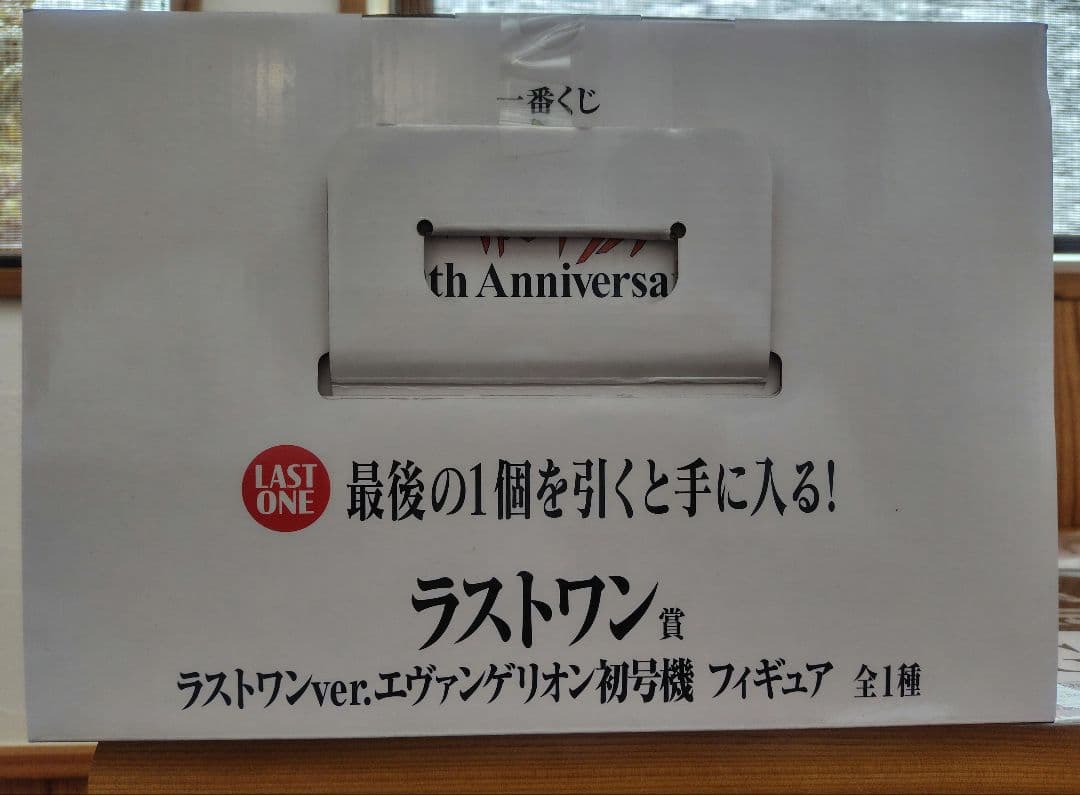 一番くじ
th Anniversa
LAST
ONE
最後の1個を引くと手に入る!
ラストワン賞
ラストワンver.エヴァンゲリオン初号機 フィギュア 全1種